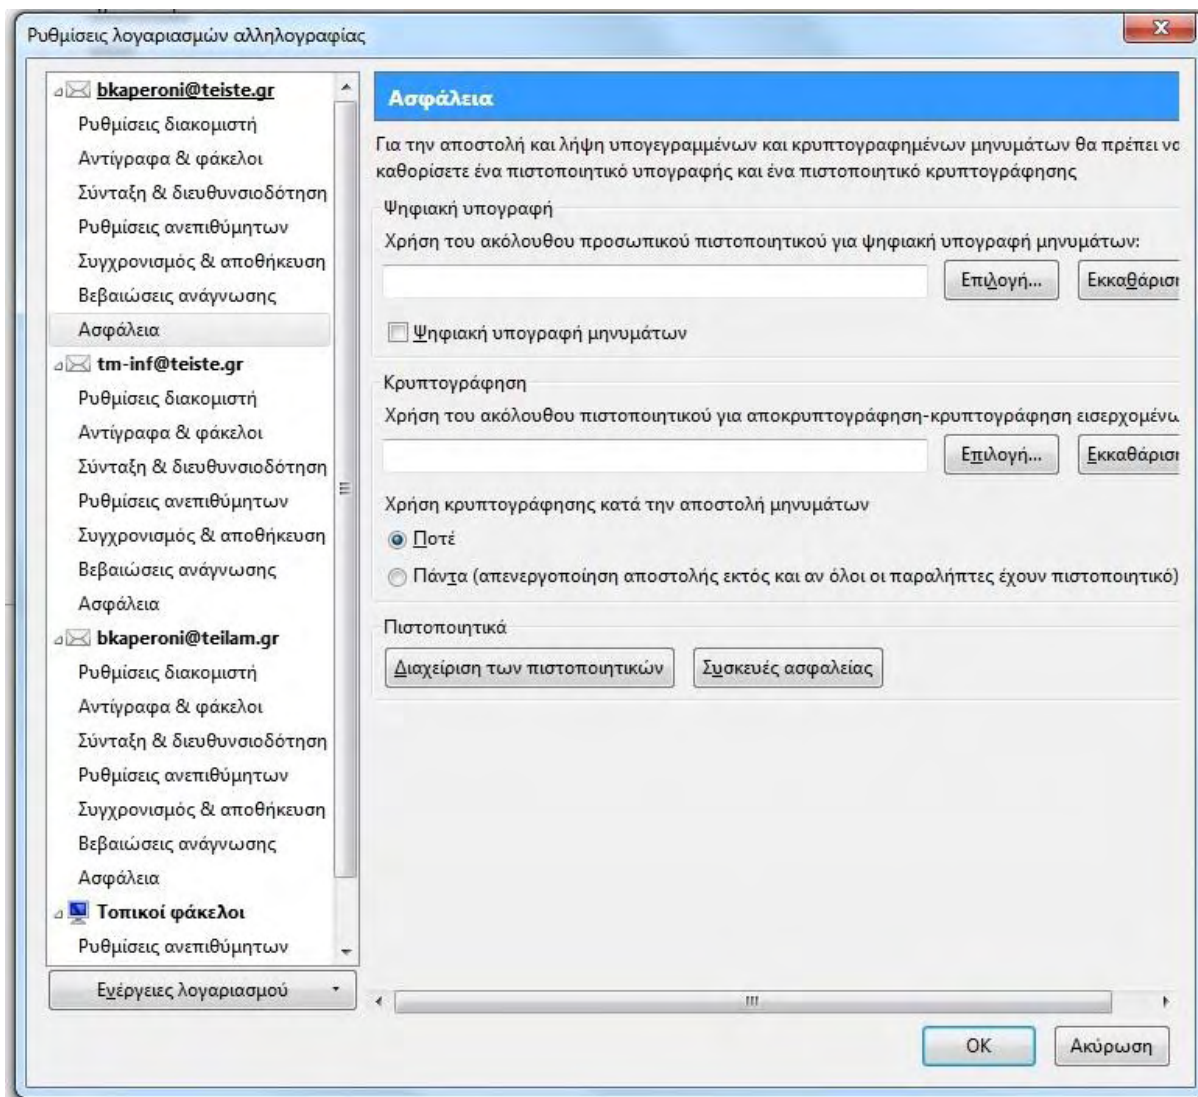 Ρυθμίσεις λογαριασμών αλληλογραφίας
bkaperoni@teiste.gr
Ρυθμίσεις διακομιστή
Αντίγραφα & φάκελοι
Σύνταξη & διευθυνσιοδότηση
Ρυθμίσεις ανεπιθύμητων
Συγχρονισμός & αποθήκευση
Βεβαιώσεις ανάγνωσης
Ασφάλεια
tm-inf@teiste.gr
Ρυθμίσεις διακομιστή
Αντίγραφα & φάκελοι
Σύνταξη & διευθυνσιοδότηση
Ρυθμίσεις ανεπιθύμητων
Συγχρονισμός & αποθήκευση
Βεβαιώσεις ανάγνωσης
Ασφάλεια
bkaperoni@teilam.gr
Ρυθμίσεις διακομιστή
Αντίγραφα & φάκελοι
Σύνταξη & διευθυνσιοδότηση
Ρυθμίσεις ανεπιθύμητων
Συγχρονισμός & αποθήκευση
Βεβαιώσεις ανάγνωσης
Ασφάλεια
Τοπικοί φάκελοι
Ρυθμίσεις ανεπιθύμητων
Ενέργειες λογαριασμού
Ασφάλεια
Για την αποστολή και λήψη υπογεγραμμένων και κρυπτογραφημένων μηνυμάτων θα πρέπει να
καθορίσετε ένα πιστοποιητικό υπογραφής και ένα πιστοποιητικό κρυπτογράφησης
Ψηφιακή υπογραφή
Χρήση του ακόλουθου προσωπικού πιστοποιητικού για ψηφιακή υπογραφή μηνυμάτων:
Επιλογή... Εκκαθάριση
Ψηφιακή υπογραφή μηνυμάτων
Κρυπτογράφηση
Χρήση του ακόλουθου πιστοποιητικού για αποκρυπτογράφηση-κρυπτογράφηση εισερχομένω
Επιλογή... Εκκαθάριση
Χρήση κρυπτογράφησης κατά την αποστολή μηνυμάτων
Ποτέ
Πάντα (απενεργοποίηση αποστολής εκτός και αν όλοι οι παραλήπτες έχουν πιστοποιητικό)
Πιστοποιητικά
Διαχείριση των πιστοποιητικών Συσκευές ασφαλείας
OK Ακύρωση